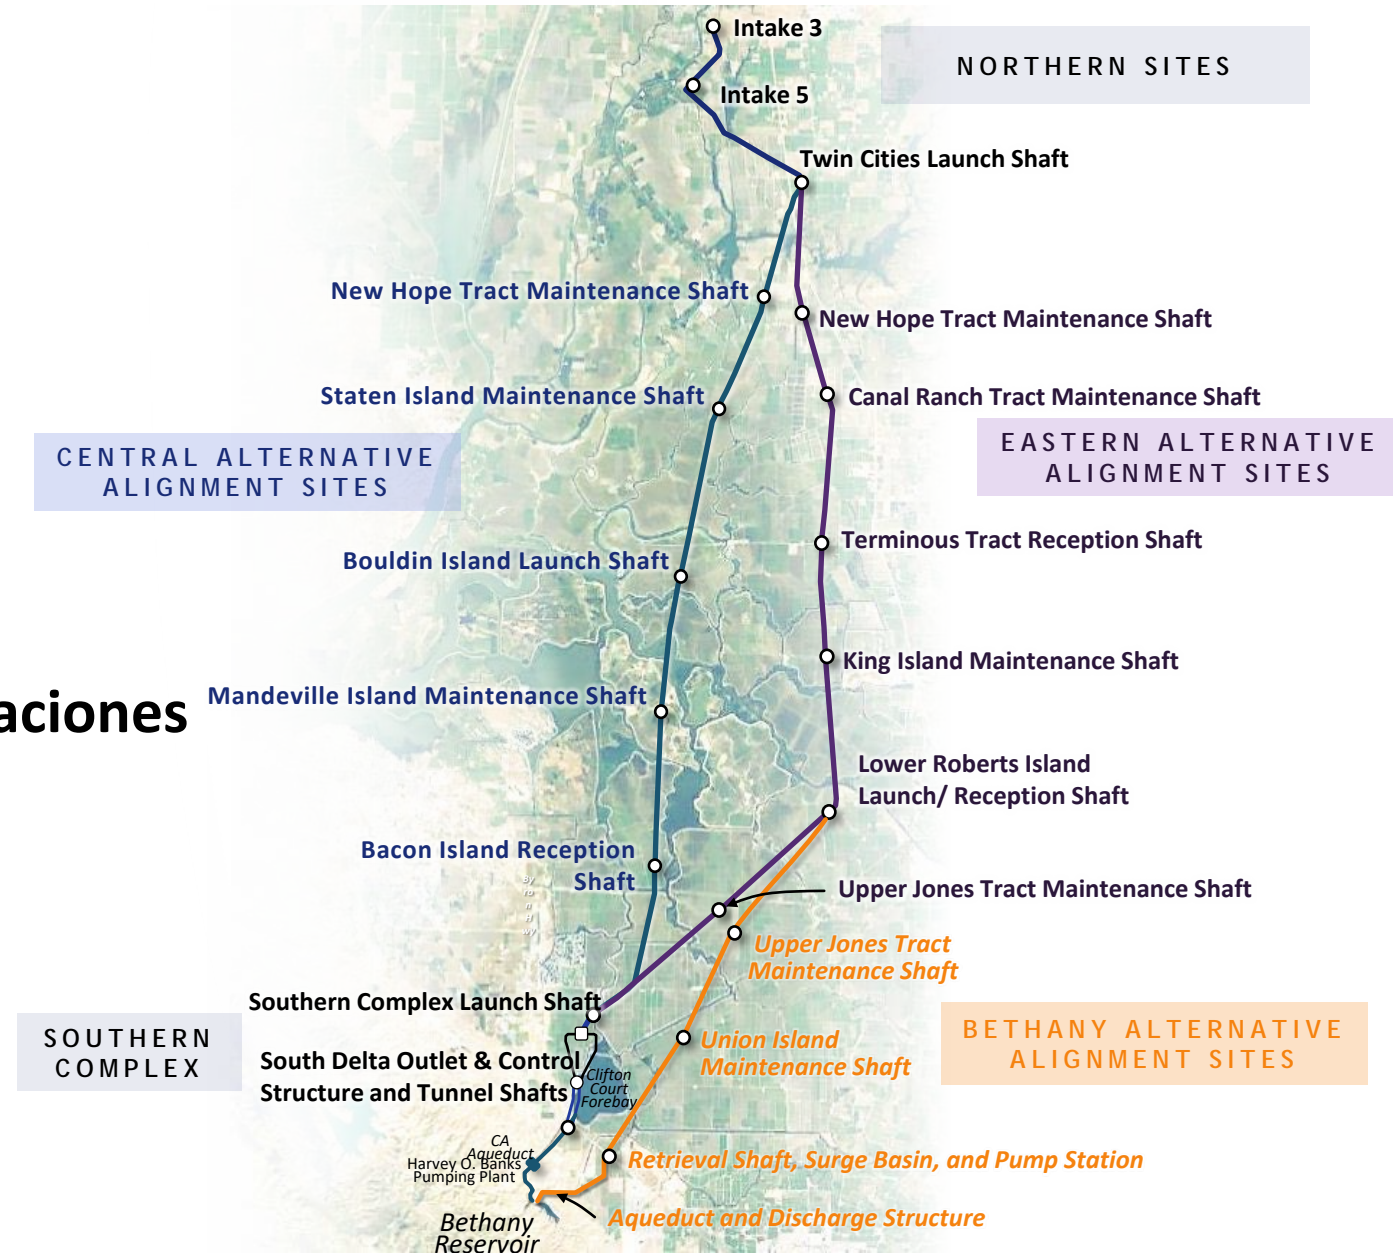 Intake 3
NORTHERN SITES
Intake 5
Twin Cities Launch Shaft
New Hope Tract Maintenance Shaft
New Hope Tract Maintenance Shaft
Staten Island Maintenance Shaft
Canal Ranch Tract Maintenance Shaft
CENTRAL ALTERNATIVE
ALIGNMENT SITES
EASTERN ALTERNATIVE
ALIGNMENT SITES
Terminous Tract Reception Shaft
Bouldin Island Launch Shaft
King Island Maintenance Shaft
aciones
Mandeville Island Maintenance Shaft
Lower Roberts Island
Launch/ Reception Shaft
Bacon Island Reception
Shaft
By
ro
n
H
wy
Upper Jones Tract Maintenance Shaft
Upper Jones Tract
Maintenance Shaft
Southern Complex Launch Shaft
SOUTHERN
COMPLEX
South Delta Outlet & Control
Structure and Tunnel Shafts
Clifton
Court
Forebay
Union Island
Maintenance Shaft
BETHANY ALTERNATIVE
ALIGNMENT SITES
CA
Aqueduct
Harvey O. Banks
Pumping Plant
Retrieval Shaft, Surge Basin, and Pump Station
Aqueduct and Discharge Structure
Bethany
Reservoir